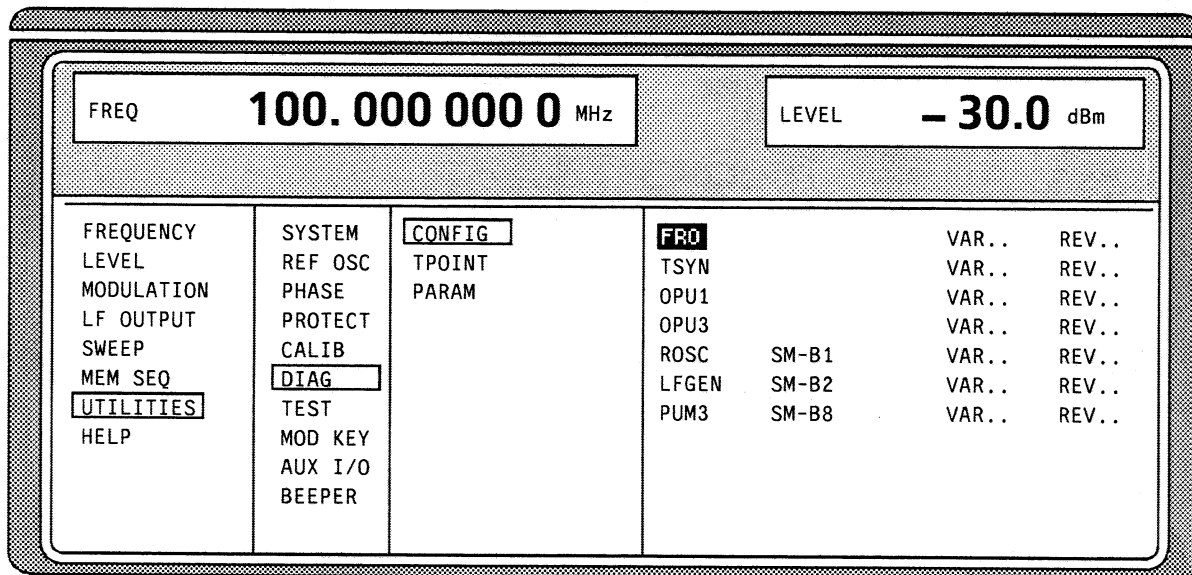 FREQ 100. 000 000 0 MHz LEVEL – 30.0 dBm
FREQUENCY SYSTEM CONFIG FRO VAR.. REV..
LEVEL REF OSC TPOINT TSYN VAR.. REV..
MODULATION PHASE PARAM OPU1 VAR.. REV..
LF OUTPUT PROTECT OPU3 VAR.. REV..
SWEEP CALIB ROSC SM-B1 VAR.. REV..
MEM SEQ DIAG LFGEN SM-B2 VAR.. REV..
UTILITIES TEST PUM3 SM-B8 VAR.. REV..
HELP MOD KEY
AUX I/O
BEEPER